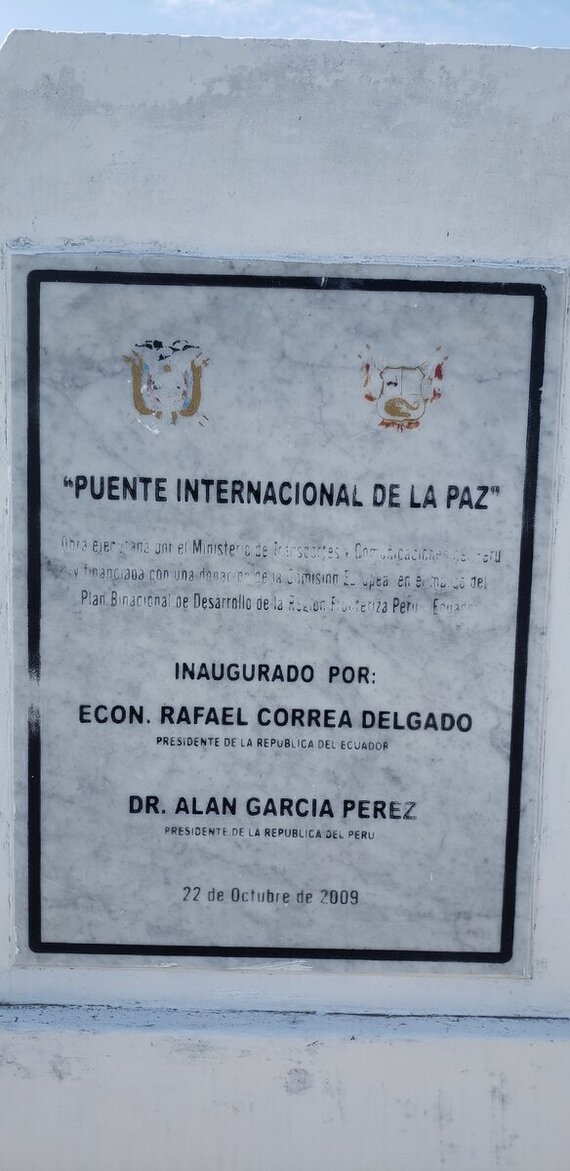 "PUENTE INTERNACIONAL DE LA PAZ"
Obra ejecutada por el Ministerio de Transportes y Comunicaciones del Peru
y financiada con una donacion de la Comision Europea en el marco del
Plan Binacional de Desarrollo de la Region Fronteriza Peru Ecuador
INAUGURADO POR:
ECON. RAFAEL CORREA DELGADO
PRESIDENTE DE LA REPUBLICA DEL ECUADOR
DR. ALAN GARCIA PEREZ
PRESIDENTE DE LA REPUBLICA DEL PERU
22 de Octubre de 2009